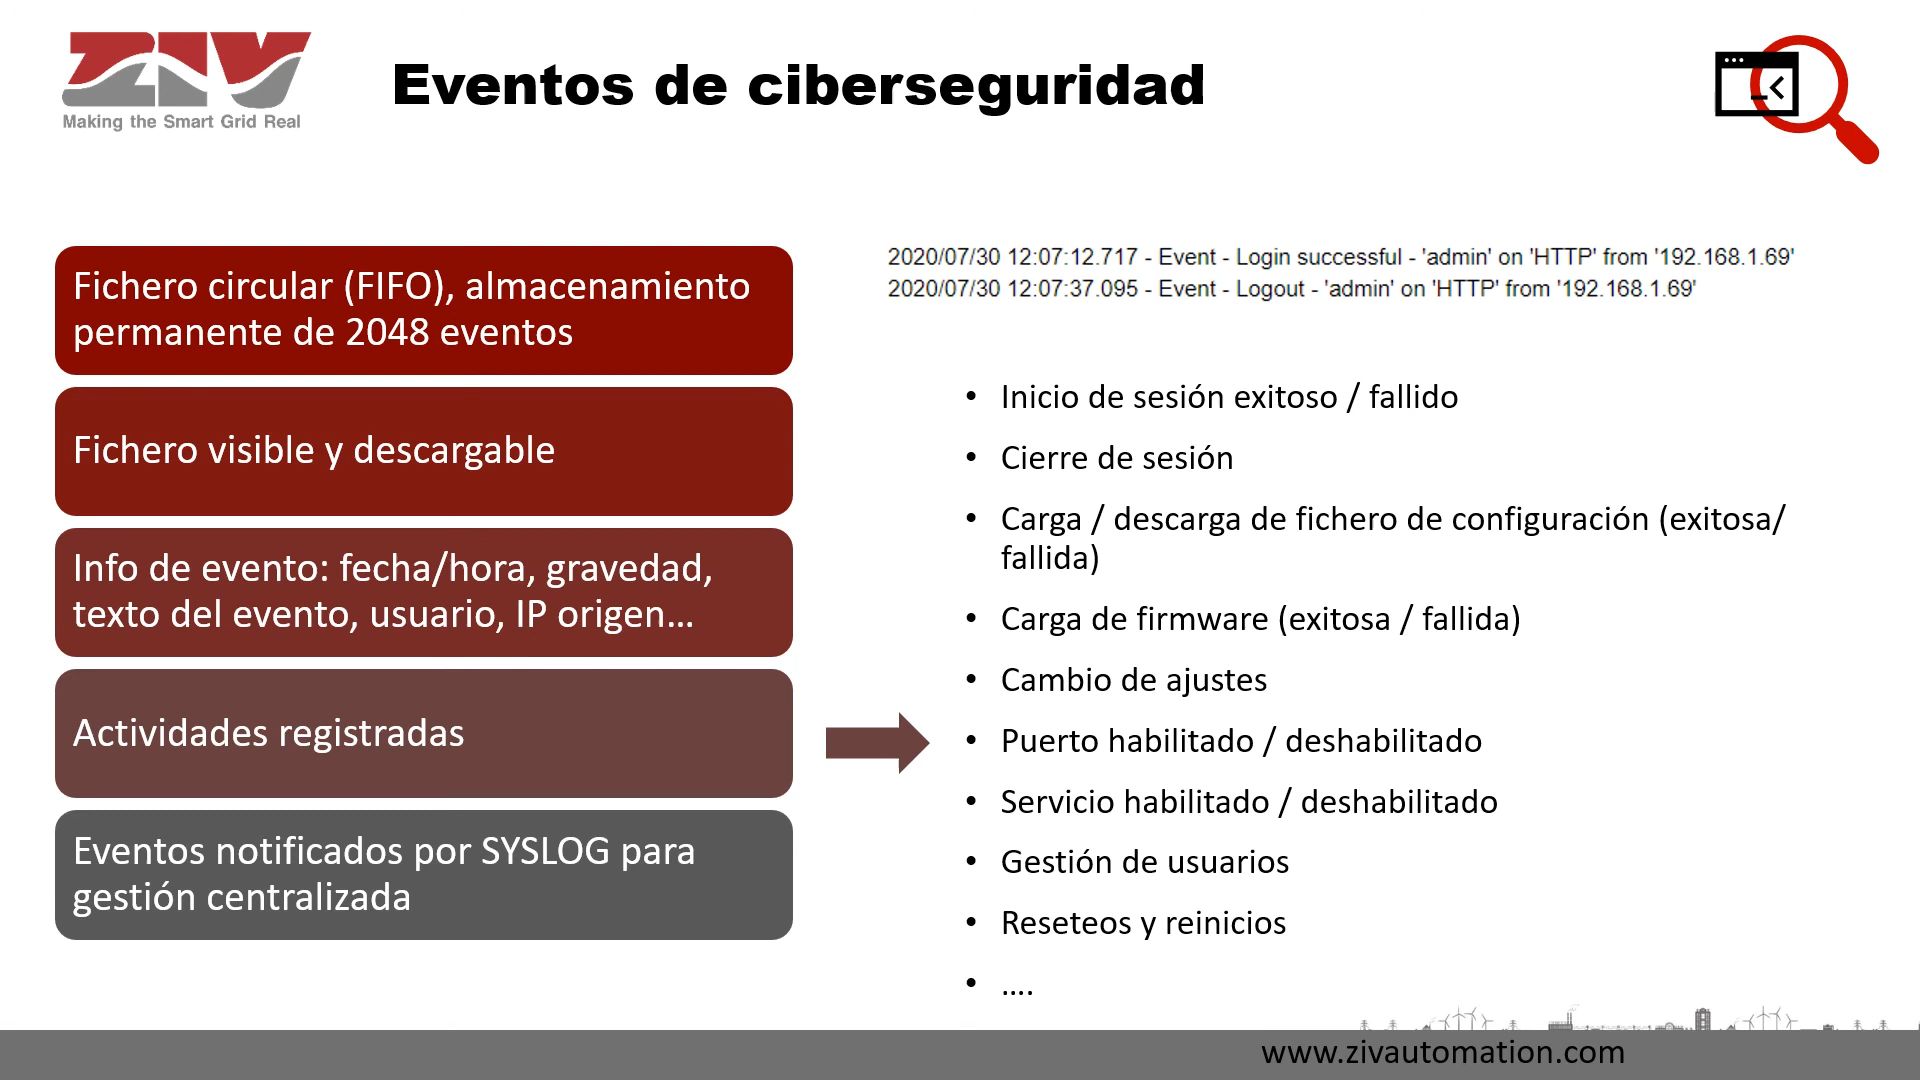 ZIV
Making the Smart Grid Real
Eventos de ciberseguridad
Fichero circular (FIFO), almacenamiento
permanente de 2048 eventos
Fichero visible y descargable
Info de evento: fecha/hora, gravedad,
texto del evento, usuario, IP origen...
Actividades registradas
Eventos notificados por SYSLOG para
gestión centralizada
2020/07/30 12:07:12.717 - Event - Login successful - 'admin' on 'HTTP' from '192.168.1.69'
2020/07/30 12:07:37.095 - Event - Logout - 'admin' on 'HTTP' from '192.168.1.69'
• Inicio de sesión exitoso / fallido
• Cierre de sesión
• Carga / descarga de fichero de configuración (exitosa/
fallida)
• Carga de firmware (exitosa / fallida)
• Cambio de ajustes
• Puerto habilitado / deshabilitado
• Servicio habilitado / deshabilitado
• Gestión de usuarios
• Reseteos y reinicios
• ....
www.zivautomation.com